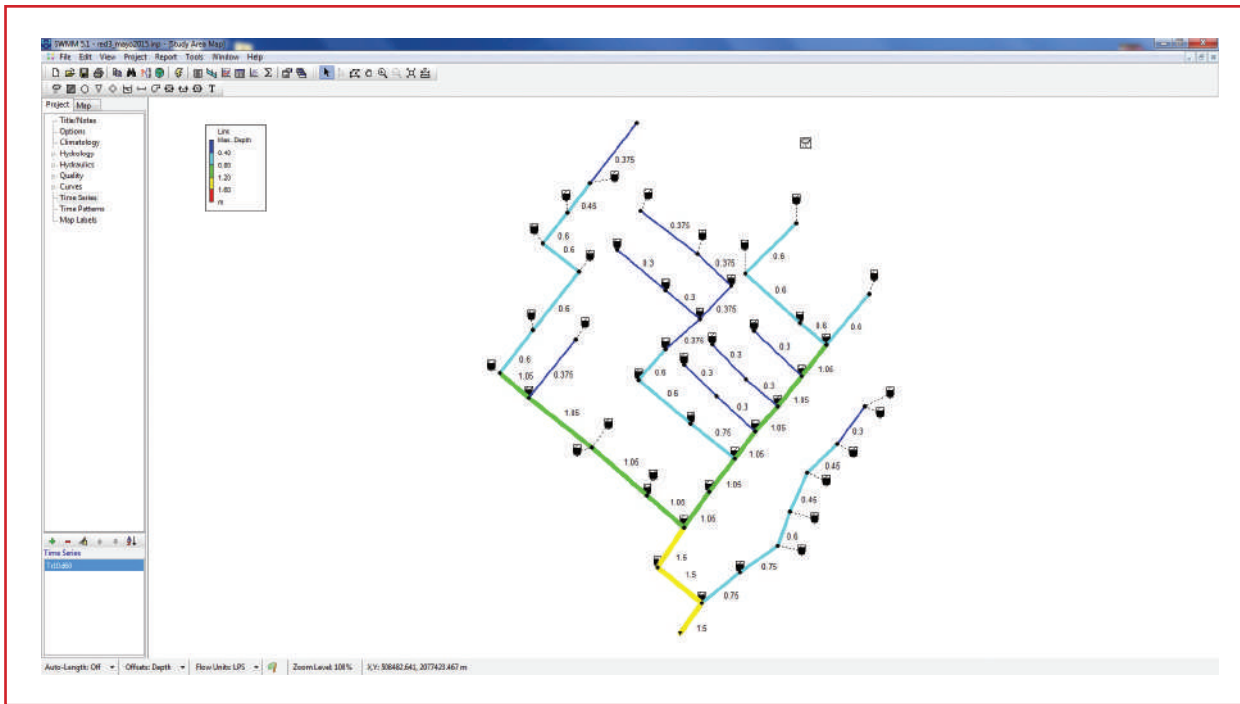 SWMM 5.1 - red3_mayo2015.inp - [Study Area Map]
File Edit View Project Report Tools Window Help
Project Map
Title/Notes
Options
Climatology
Hydrology
Hydraulics
Quality
Curves
Time Series
Time Patterns
Map Labels
Link
Max. Depth
0.40
0.80
1.20
1.60
m
0.375
0.45
0.6
0.6
0.6
0.6
1.05
0.375
1.05
1.05
1.05
0.375
0.375
0.3
0.3
0.375
0.375
0.6
0.6
0.75
0.3
0.3
0.3
0.3
0.3
0.6
0.6
0.6
0.6
1.05
1.05
1.05
1.05
1.05
1.05
0.3
0.45
0.45
0.6
0.75
0.75
1.5
1.5
1.5
Time Series
Auto-Length: Off Offsets: Depth Flow Units: LPS Zoom Level: 100% X,Y: 508482.641, 2077423.467 m